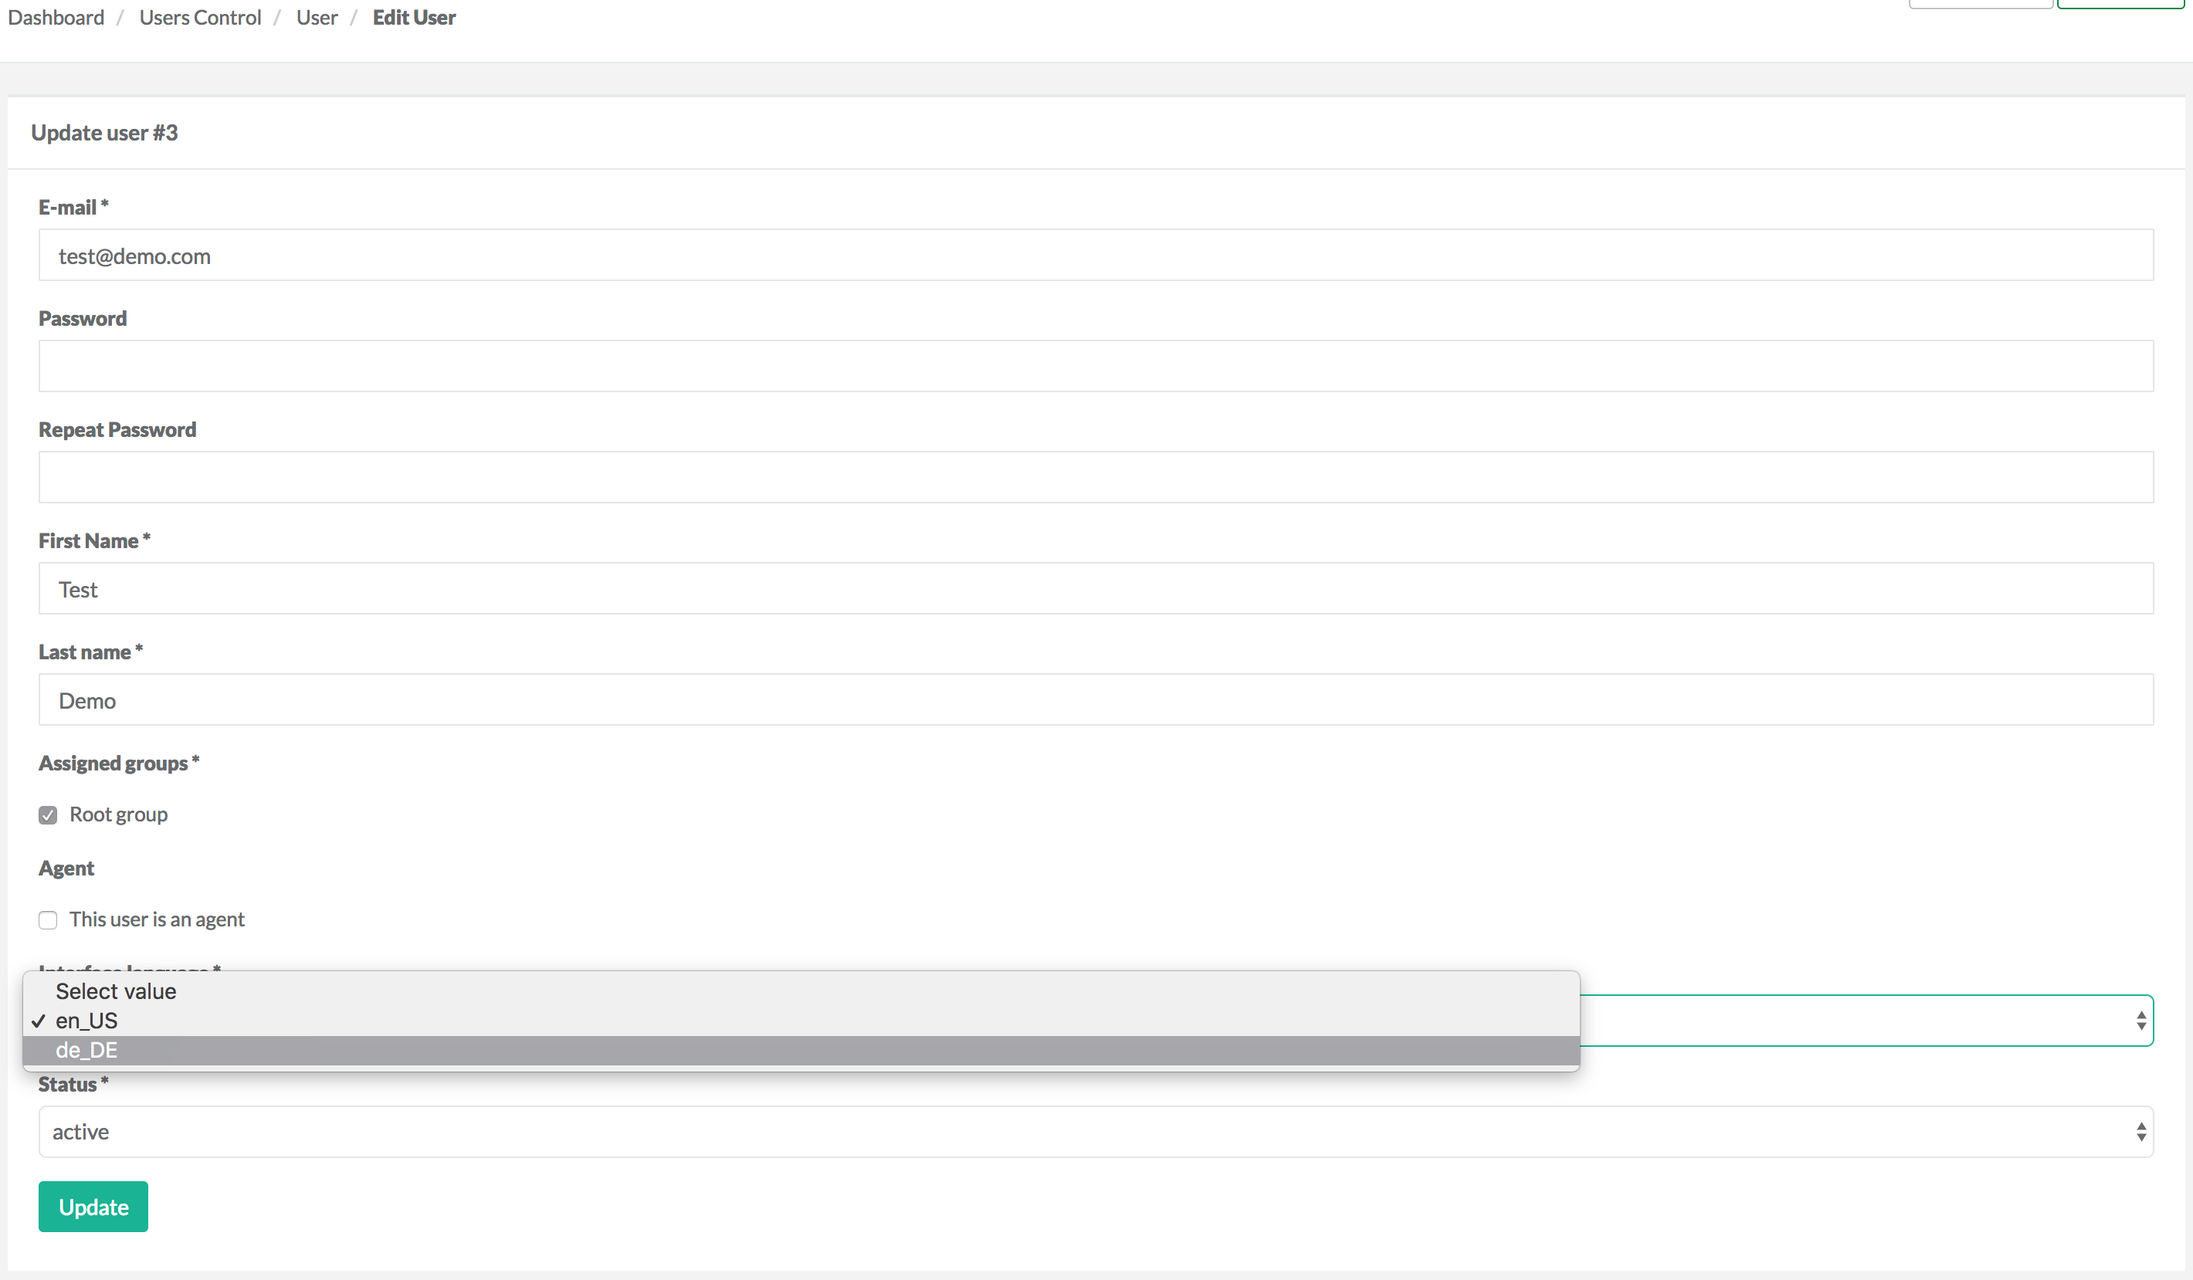 Dashboard / Users Control / User / Edit User
Update user #3
E-mail *
test@demo.com
Password
Repeat Password
First Name *
Test
Last name *
Demo
Assigned groups *
Root group
Agent
This user is an agent
Interface language *
Select value
en_US
de_DE
Status *
active
Update